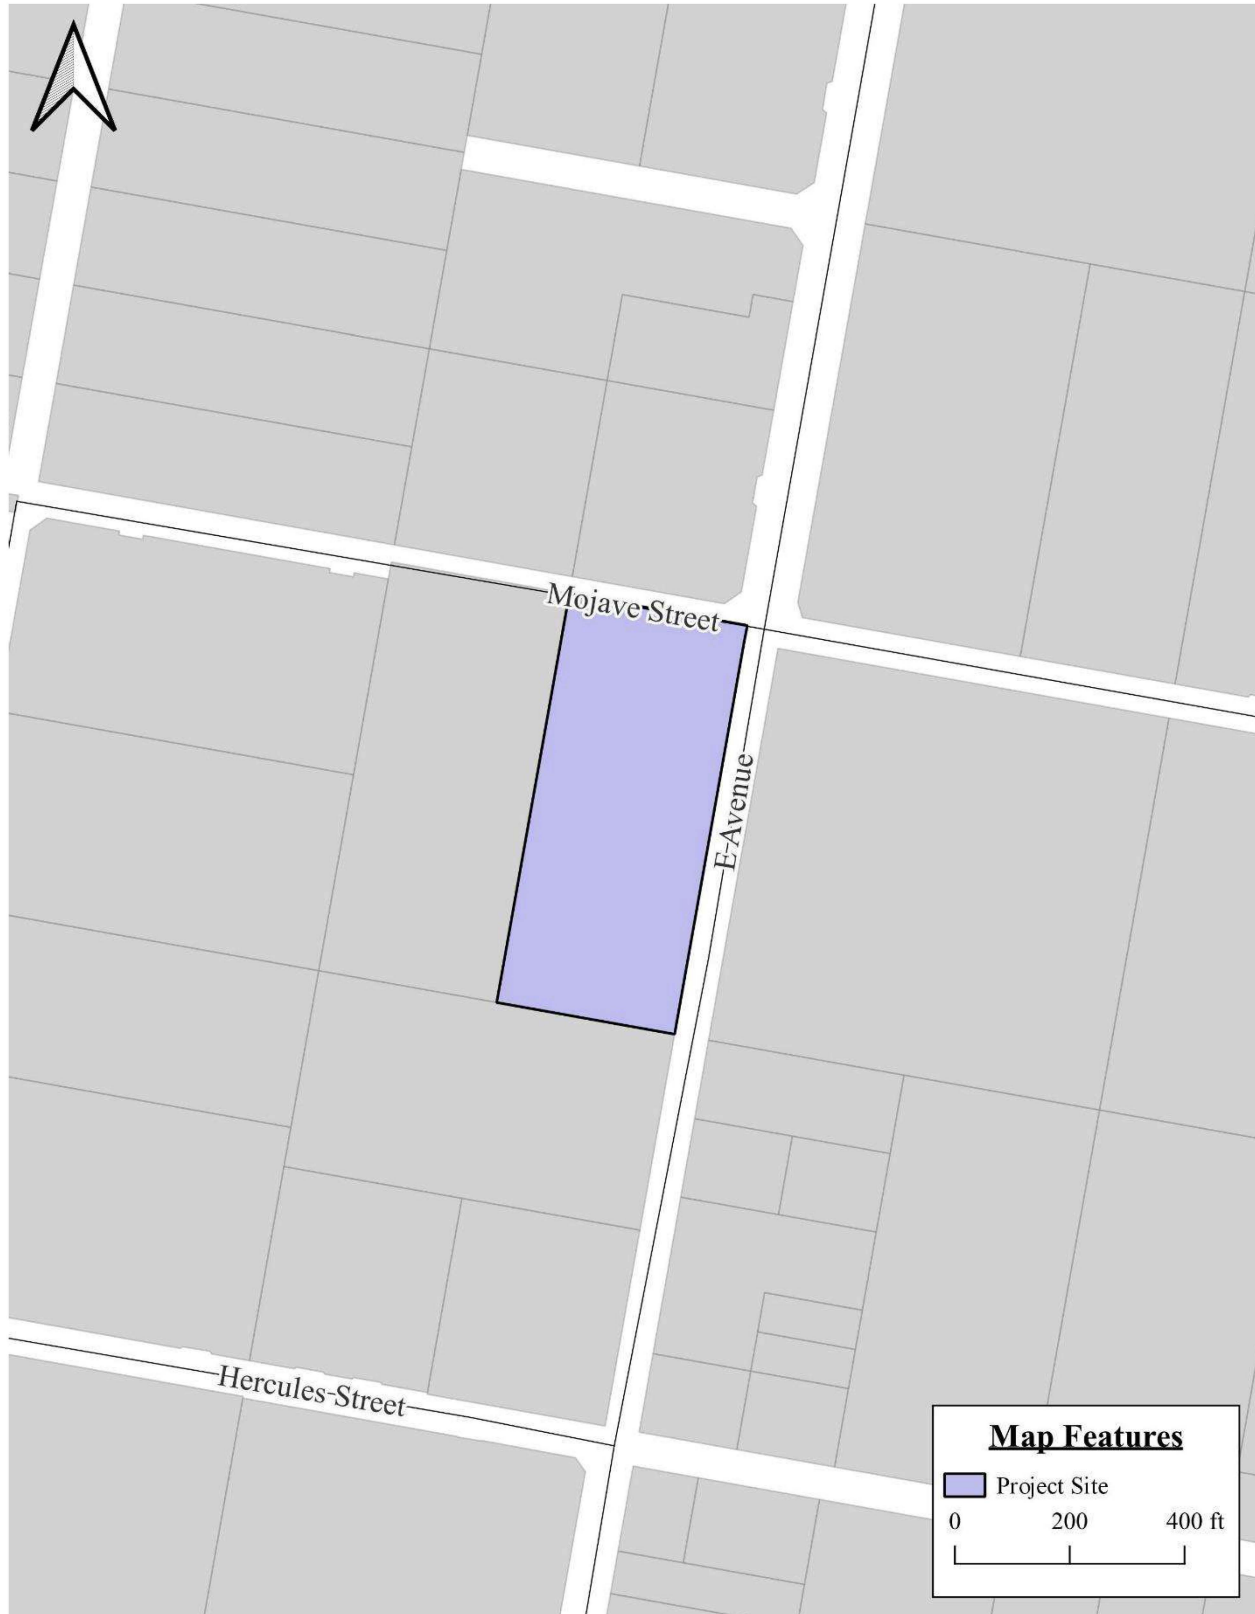 Mojave Street
E Avenue
Hercules Street
Map Features
Project Site
0 200 400 ft